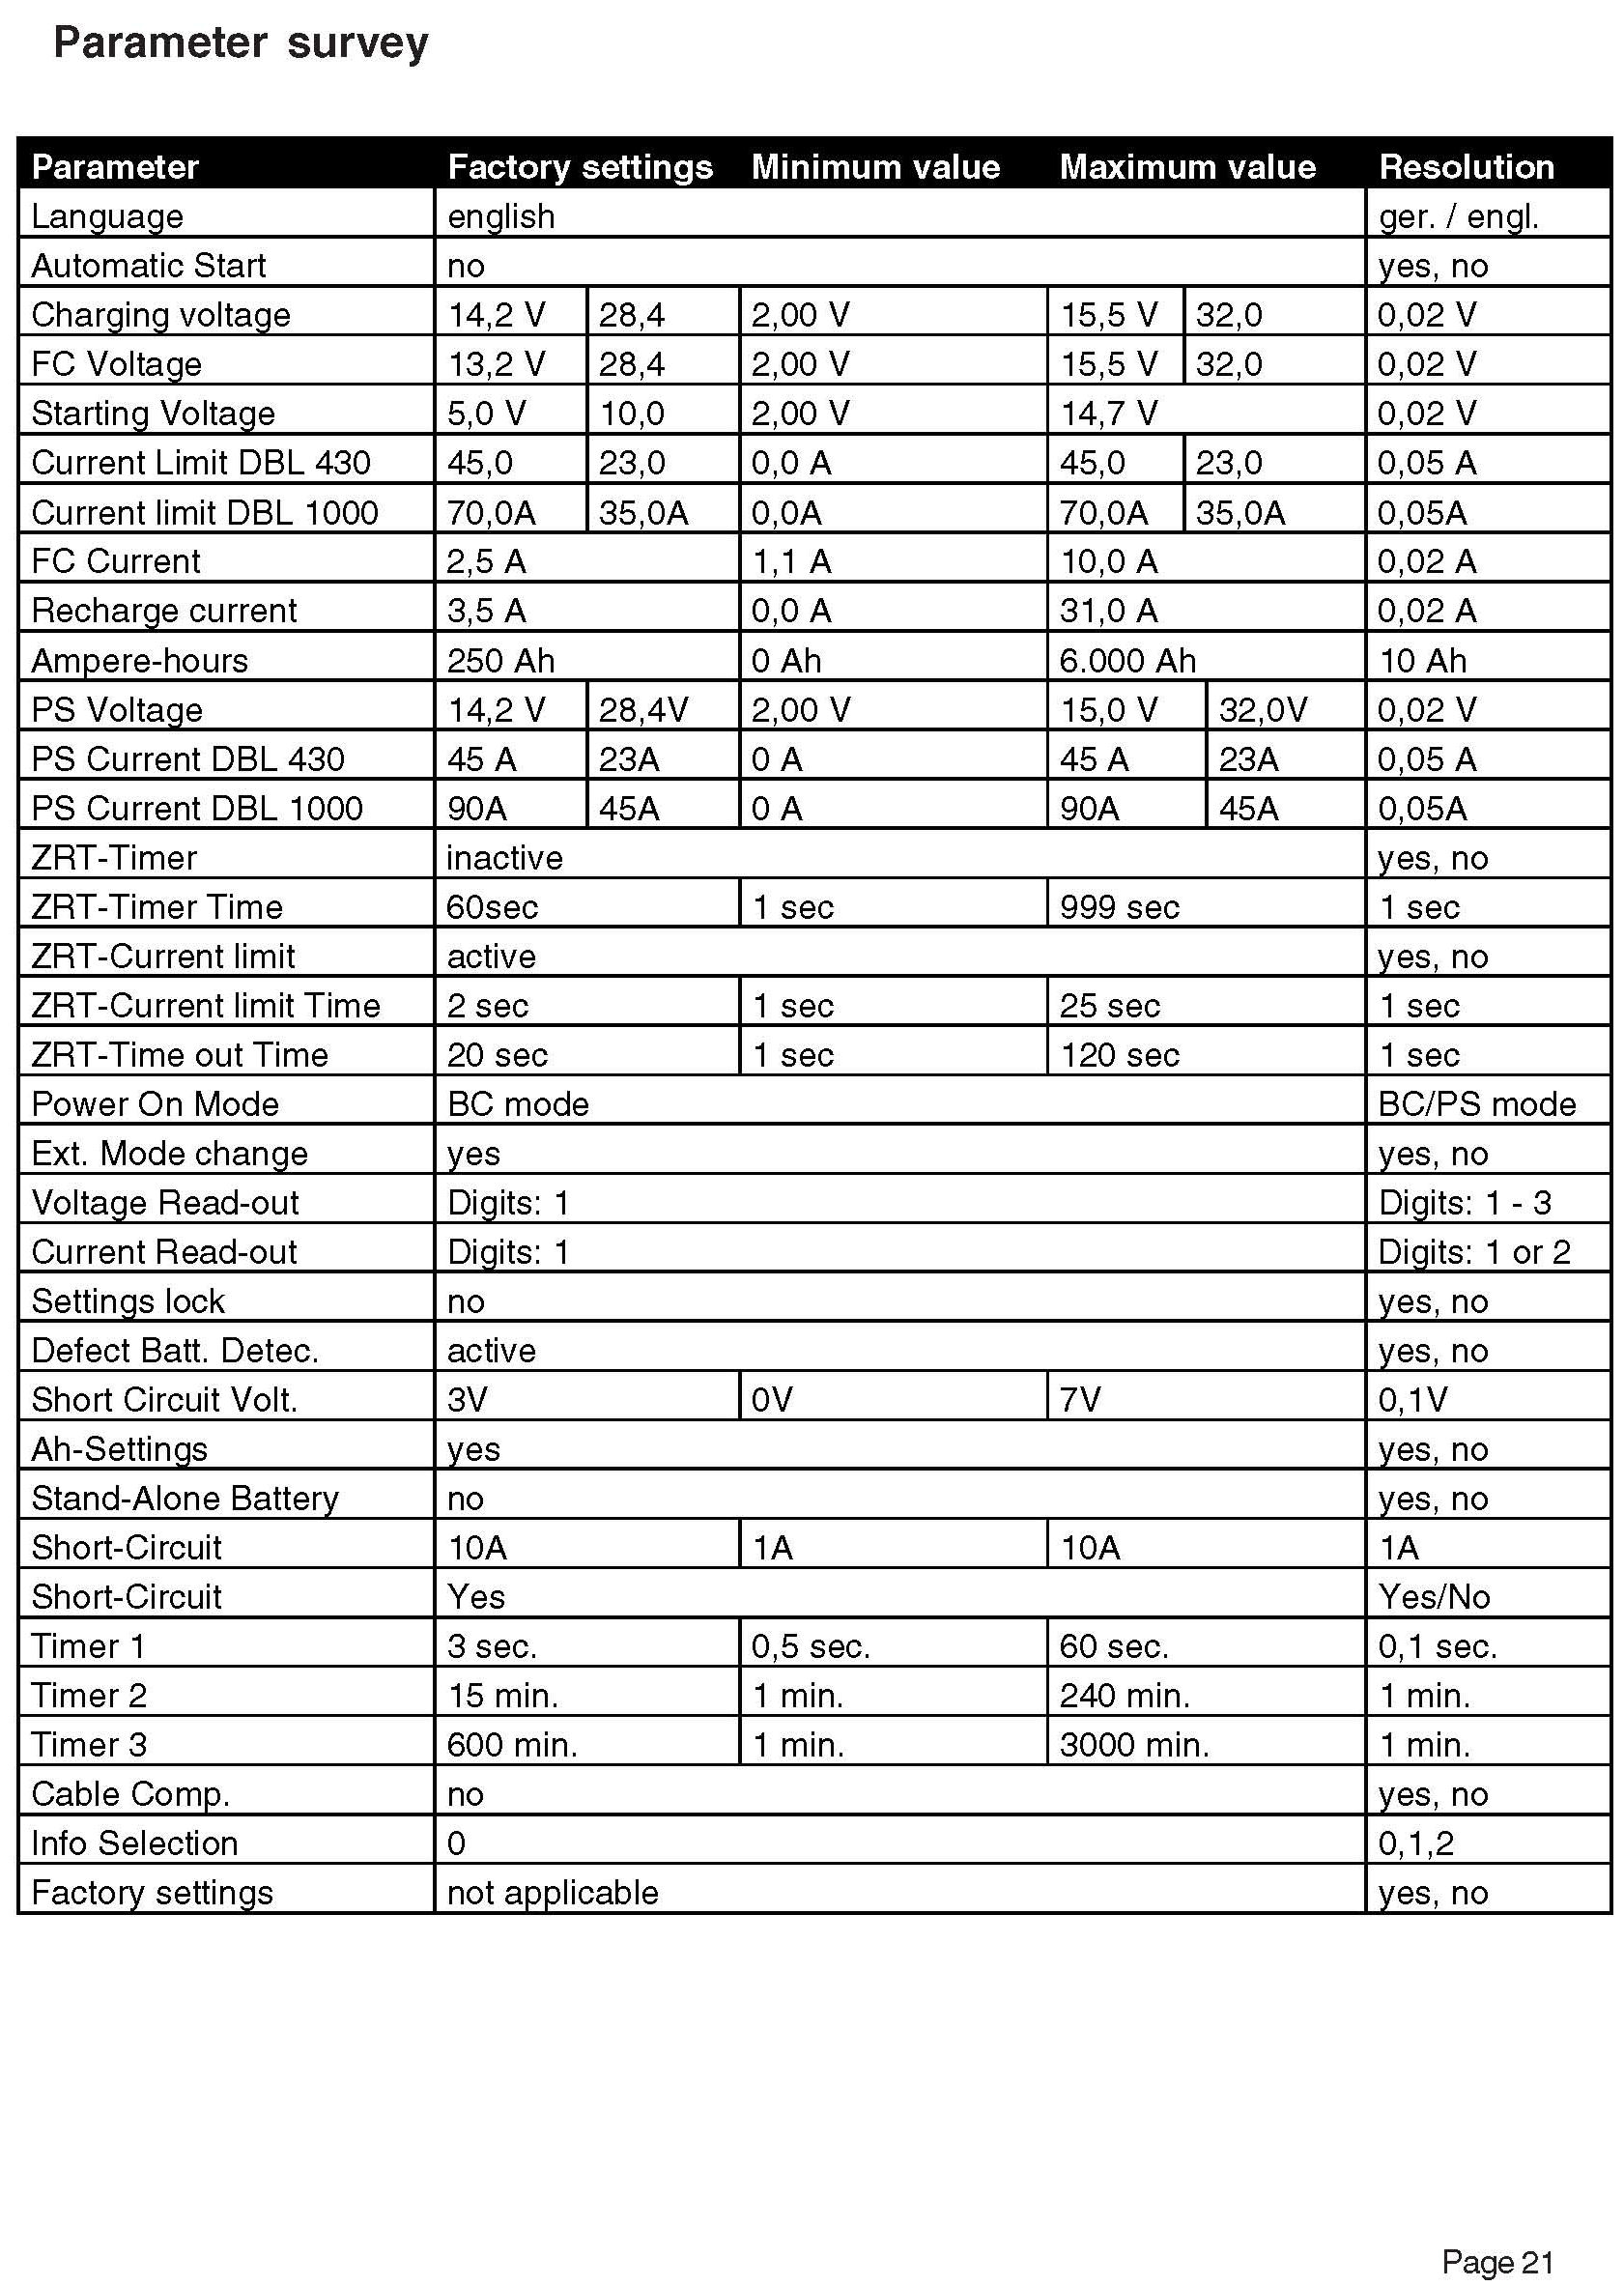 Parameter survey
Parameter Factory settings Minimum value Maximum value Resolution
Language english ger. / engl.
Automatic Start no yes, no
Charging voltage 14,2 V 28,4 2,00 V 15,5 V 32,0 0,02 V
FC Voltage 13,2 V 28,4 2,00 V 15,5 V 32,0 0,02 V
Starting Voltage 5,0 V 10,0 2,00 V 14,7 V 0,02 V
Current Limit DBL 430 45,0 23,0 0,0 A 45,0 23,0 0,05 A
Current limit DBL 1000 70,0A 35,0A 0,0A 70,0A 35,0A 0,05A
FC Current 2,5 A 1,1 A 10,0 A 0,02 A
Recharge current 3,5 A 0,0 A 31,0 A 0,02 A
Ampere-hours 250 Ah 0 Ah 6.000 Ah 10 Ah
PS Voltage 14,2 V 28,4V 2,00 V 15,0 V 32,0V 0,02 V
PS Current DBL 430 45 A 23A 0 A 45 A 23A 0,05 A
PS Current DBL 1000 90A 45A 0 A 90A 45A 0,05A
ZRT-Timer inactive yes, no
ZRT-Timer Time 60sec 1 sec 999 sec 1 sec
ZRT-Current limit active yes, no
ZRT-Current limit Time 2 sec 1 sec 25 sec 1 sec
ZRT-Time out Time 20 sec 1 sec 120 sec 1 sec
Power On Mode BC mode BC/PS mode
Ext. Mode change yes yes, no
Voltage Read-out Digits: 1 Digits: 1 - 3
Current Read-out Digits: 1 Digits: 1 or 2
Settings lock no yes, no
Defect Batt. Detec. active yes, no
Short Circuit Volt. 3V 0V 7V 0,1V
Ah-Settings yes yes, no
Stand-Alone Battery no yes, no
Short-Circuit 10A 1A 10A 1A
Short-Circuit Yes Yes/No
Timer 1 3 sec. 0,5 sec. 60 sec. 0,1 sec.
Timer 2 15 min. 1 min. 240 min. 1 min.
Timer 3 600 min. 1 min. 3000 min. 1 min.
Cable Comp. no yes, no
Info Selection 0 0,1,2
Factory settings not applicable yes, no
Page 21